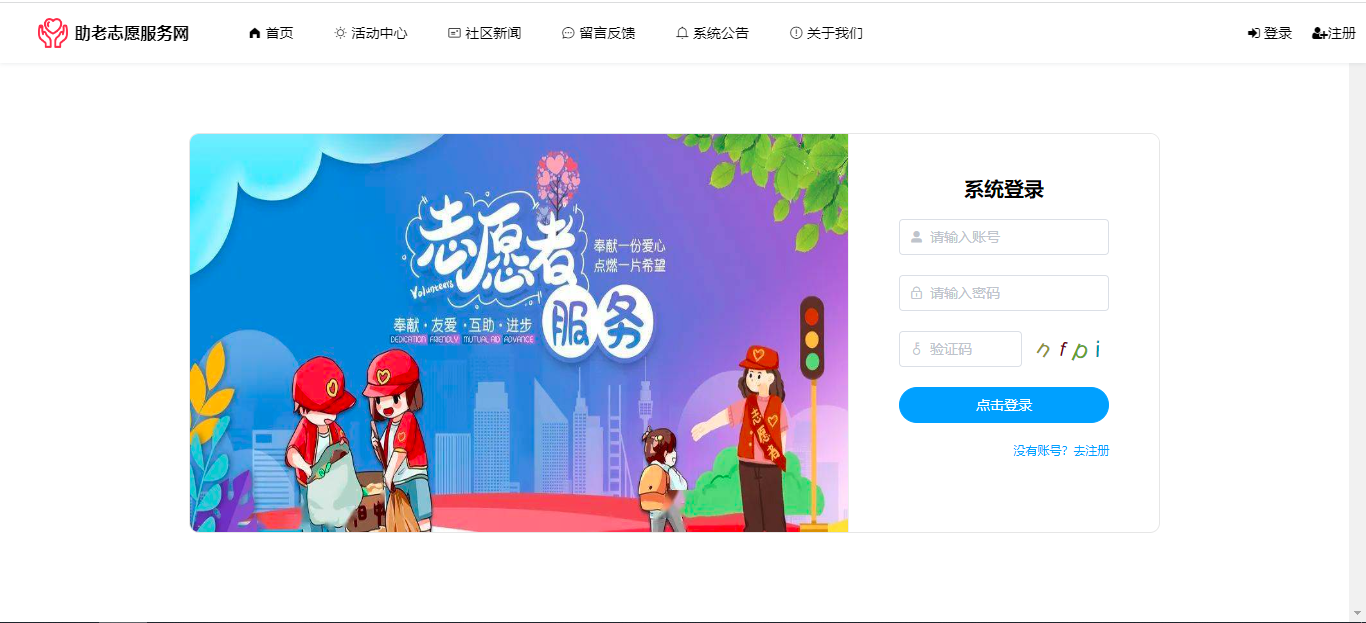 助老志愿服务网
首页
活动中心
社区新闻
留言反馈
系统公告
关于我们
登录
注册
志愿者
Volunteers
奉献一份爱心
点燃一片希望
服务
奉献·友爱·互助·进步
DEDICATION FRIENDLY MUTUAL AID ADVANCE
志愿者
系统登录
请输入账号
请输入密码
验证码
n f p i
点击登录
没有账号？去注册